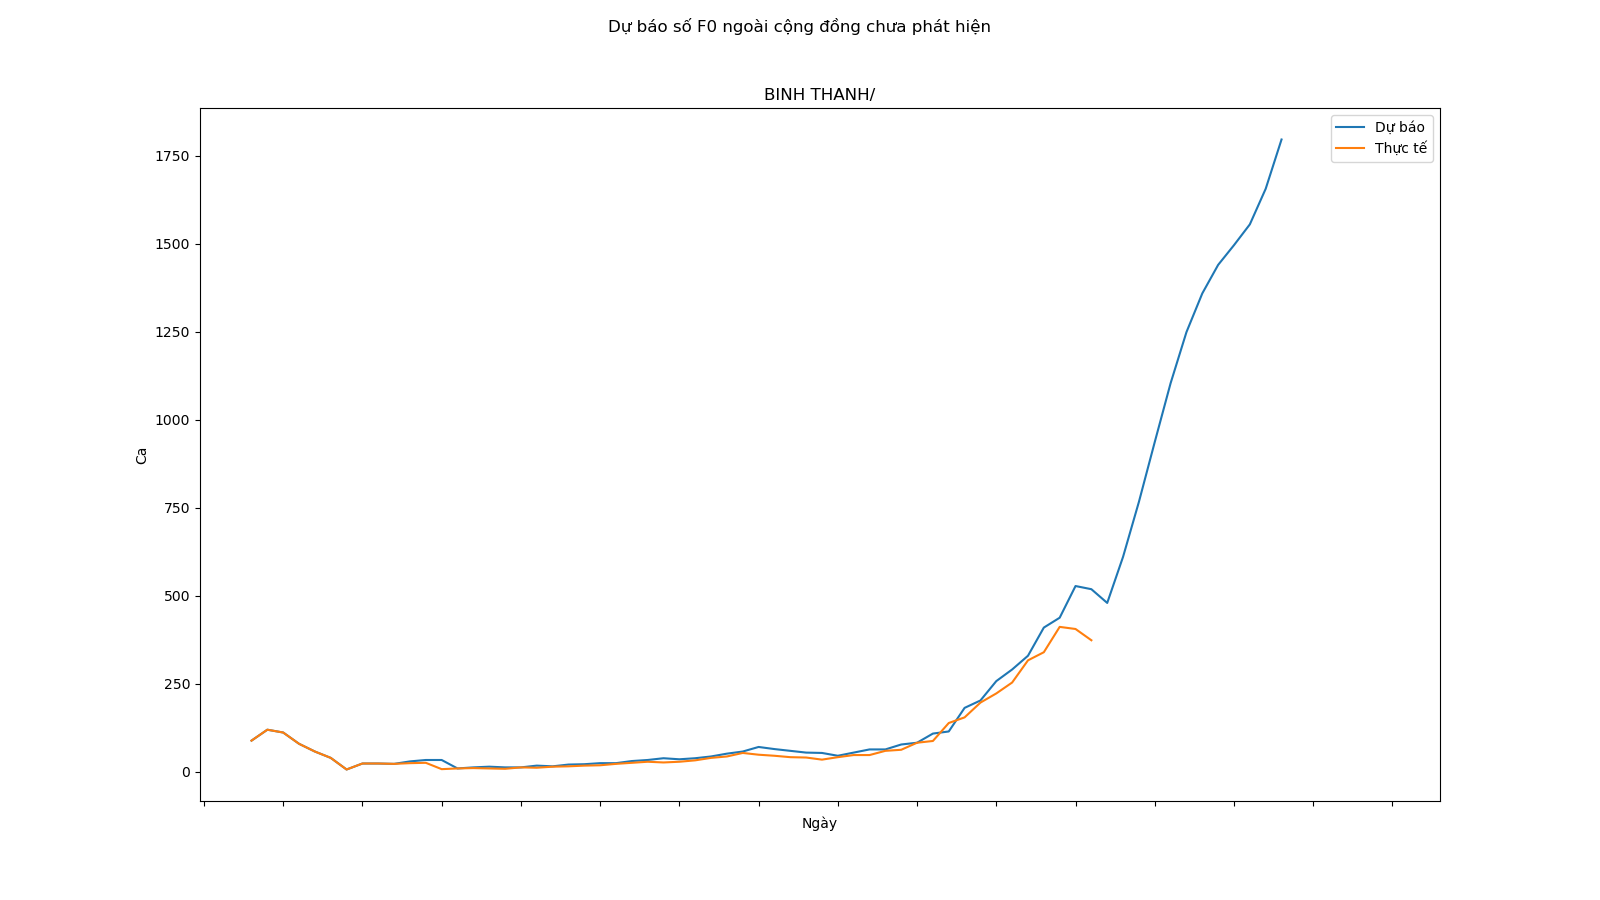 Dự báo số F0 ngoài cộng đồng chưa phát hiện
BINH THANH/
Dự báo
Thực tế
1750
1500
1250
1000
750
500
250
0
Ca
Ngày